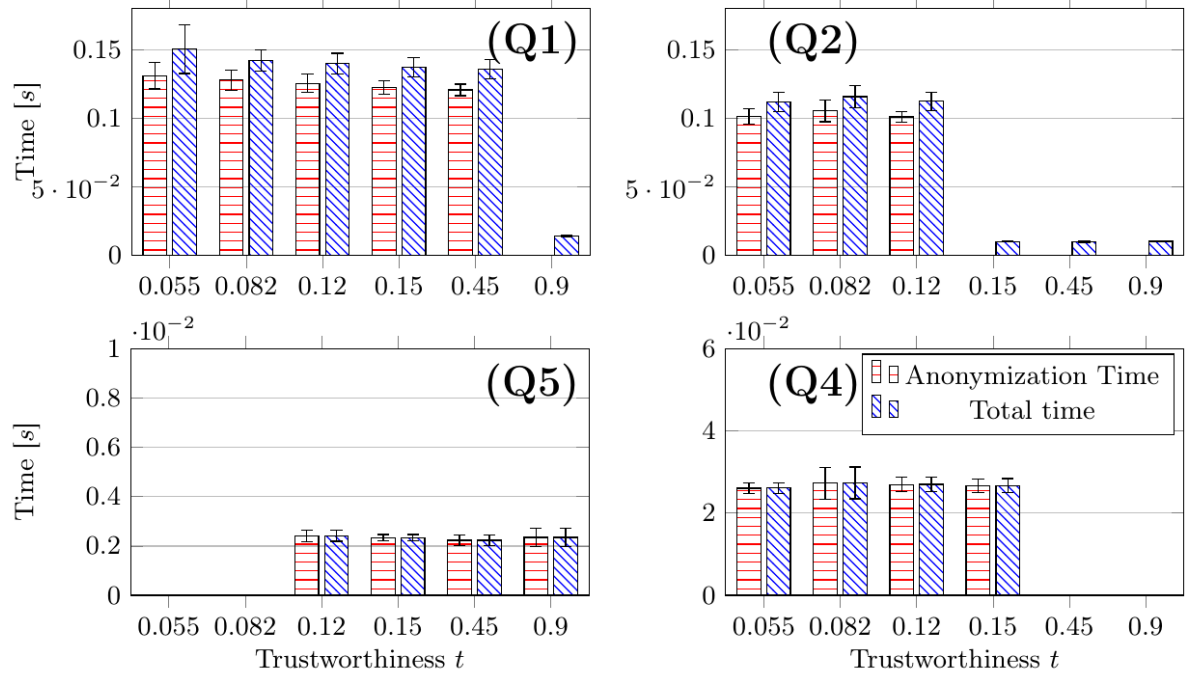 (Q1)
Time [s]
0.15
0.1
5 · 10⁻²
0
0.055 0.082 0.12 0.15 0.45 0.9
(Q2)
0.15
0.1
5 · 10⁻²
0
0.055 0.082 0.12 0.15 0.45 0.9
·10⁻²
(Q5)
Time [s]
1
0.8
0.6
0.4
0.2
0
0.055 0.082 0.12 0.15 0.45 0.9
Trustworthiness t
·10⁻²
(Q4)
Anonymization Time
Total time
6
4
2
0
0.055 0.082 0.12 0.15 0.45 0.9
Trustworthiness t